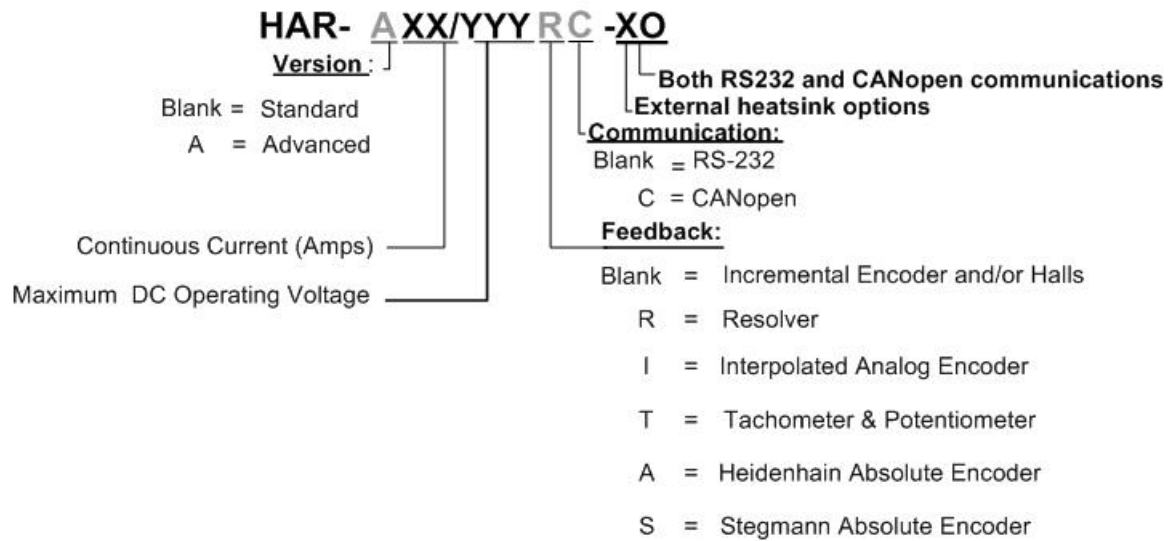 HAR- AXX/YYYRC -XO
Version :
Blank = Standard
A = Advanced
Continuous Current (Amps)
Maximum DC Operating Voltage
Both RS232 and CANopen communications
External heatsink options
Communication:
Blank = RS-232
C = CANopen
Feedback:
Blank = Incremental Encoder and/or Halls
R = Resolver
I = Interpolated Analog Encoder
T = Tachometer & Potentiometer
A = Heidenhain Absolute Encoder
S = Stegmann Absolute Encoder